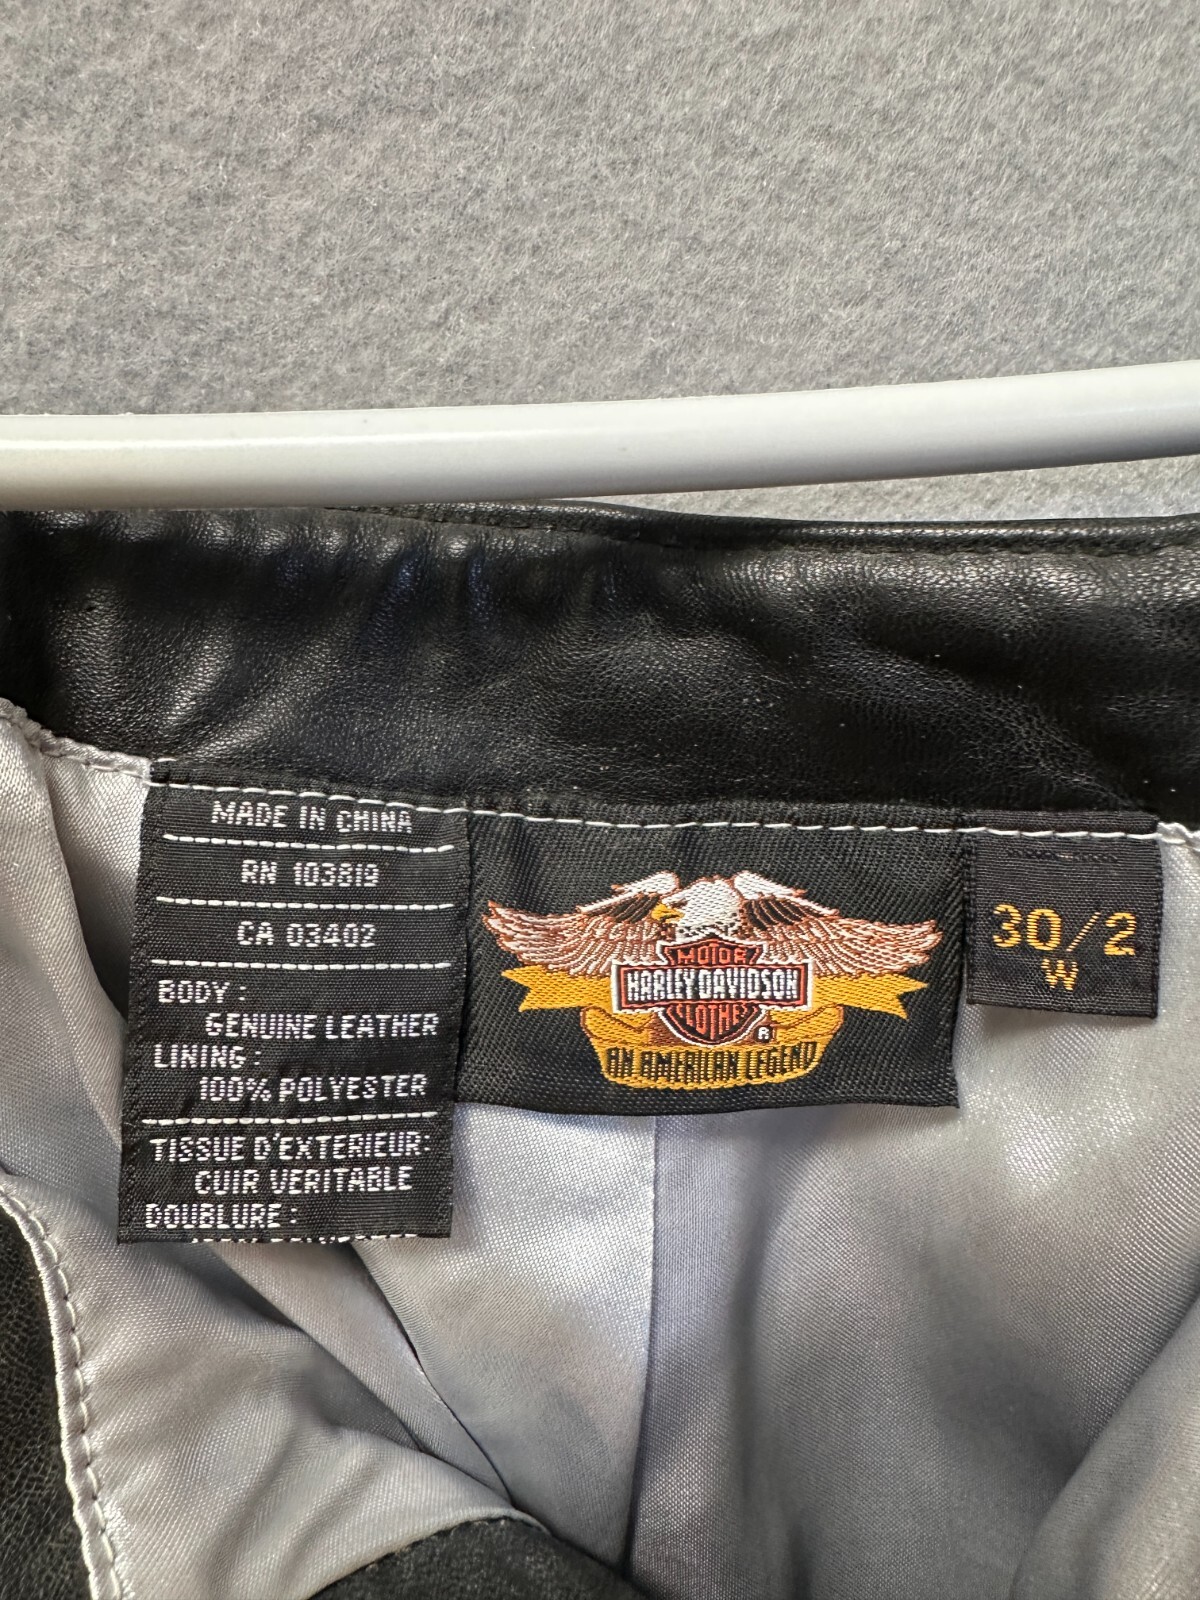 MADE IN CHINA
RN 103819
CA 03402
BODY:
GENUINE LEATHER
LINING:
100% POLYESTER
TISSUE D'EXTERIEUR:
CUIR VERITABLE
DOUBLURE:
MOTOR
HARLEY-DAVIDSON
CLOTHES
®
AN AMERICAN LEGEND
30/2
W